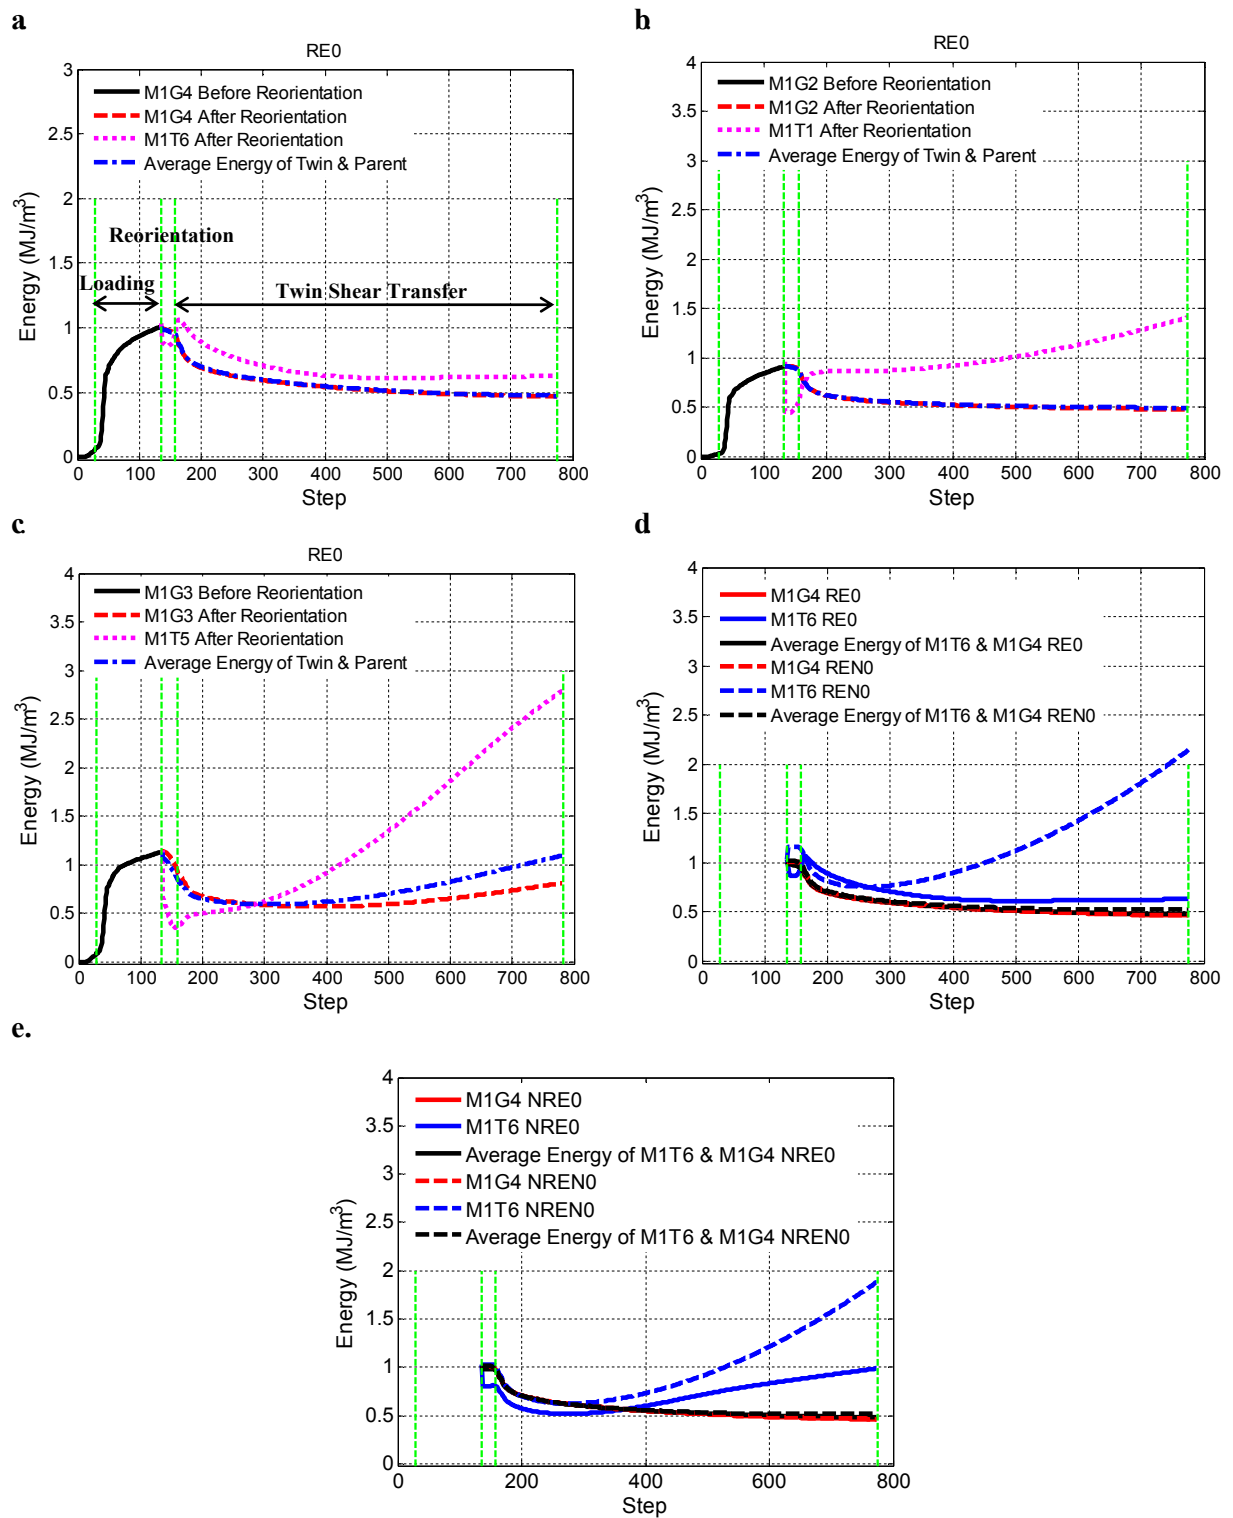 a
RE0
3
2.5
2
1.5
1
0.5
0
Energy (MJ/m³)
M1G4 Before Reorientation
M1G4 After Reorientation
M1T6 After Reorientation
Average Energy of Twin & Parent
Reorientation
Loading
Twin Shear Transfer
0 100 200 300 400 500 600 700 800
Step
b
RE0
4
3.5
3
2.5
2
1.5
1
0.5
0
Energy (MJ/m³)
M1G2 Before Reorientation
M1G2 After Reorientation
M1T1 After Reorientation
Average Energy of Twin & Parent
0 100 200 300 400 500 600 700 800
Step
c
RE0
4
3.5
3
2.5
2
1.5
1
0.5
0
Energy (MJ/m³)
M1G3 Before Reorientation
M1G3 After Reorientation
M1T5 After Reorientation
Average Energy of Twin & Parent
0 100 200 300 400 500 600 700 800
Step
d
4
3.5
3
2.5
2
1.5
1
0.5
0
Energy (MJ/m³)
M1G4 RE0
M1T6 RE0
Average Energy of M1T6 & M1G4 RE0
M1G4 REN0
M1T6 REN0
Average Energy of M1T6 & M1G4 REN0
0 100 200 300 400 500 600 700 800
Step
e.
4
3.5
3
2.5
2
1.5
1
0.5
0
Energy (MJ/m³)
M1G4 NRE0
M1T6 NRE0
Average Energy of M1T6 & M1G4 NRE0
M1G4 NREN0
M1T6 NREN0
Average Energy of M1T6 & M1G4 NREN0
0 200 400 600 800
Step